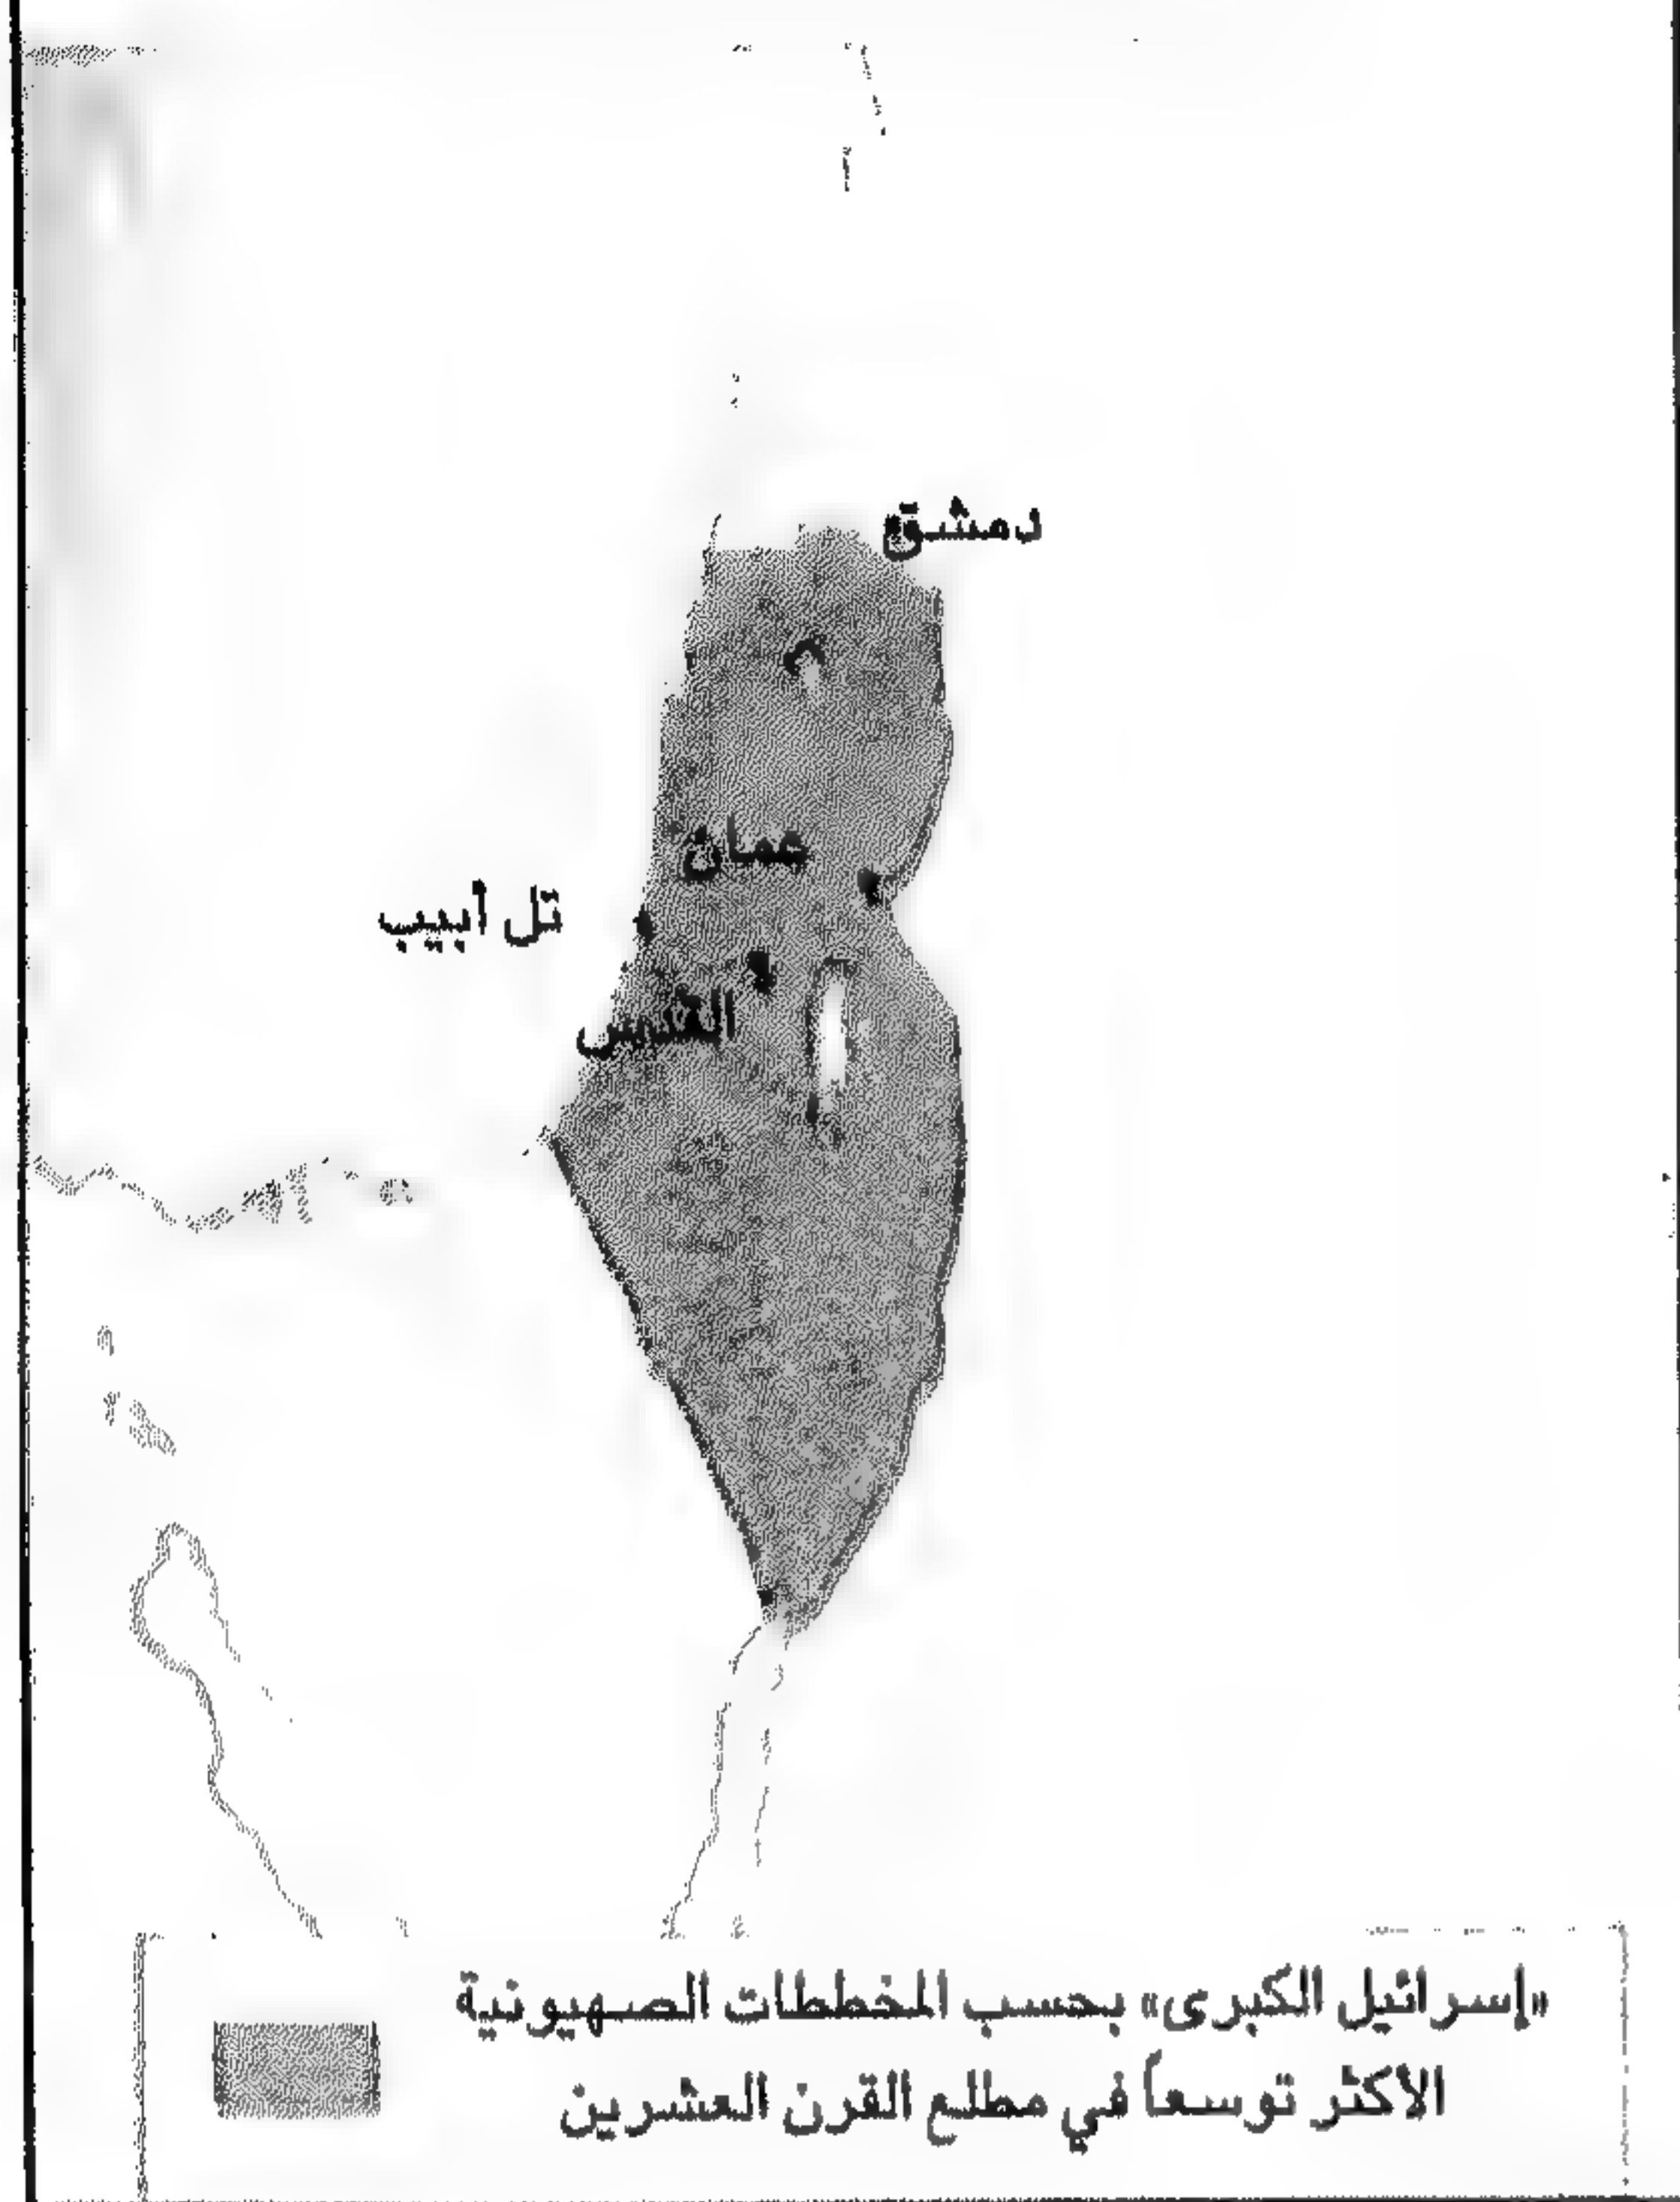 دمشق
عمان
تل أبيب
القدس
«إسرائيل الكبرى» بحسب المخططات الصهيونية
الأكثر توسعاً في مطلع القرن العشرين